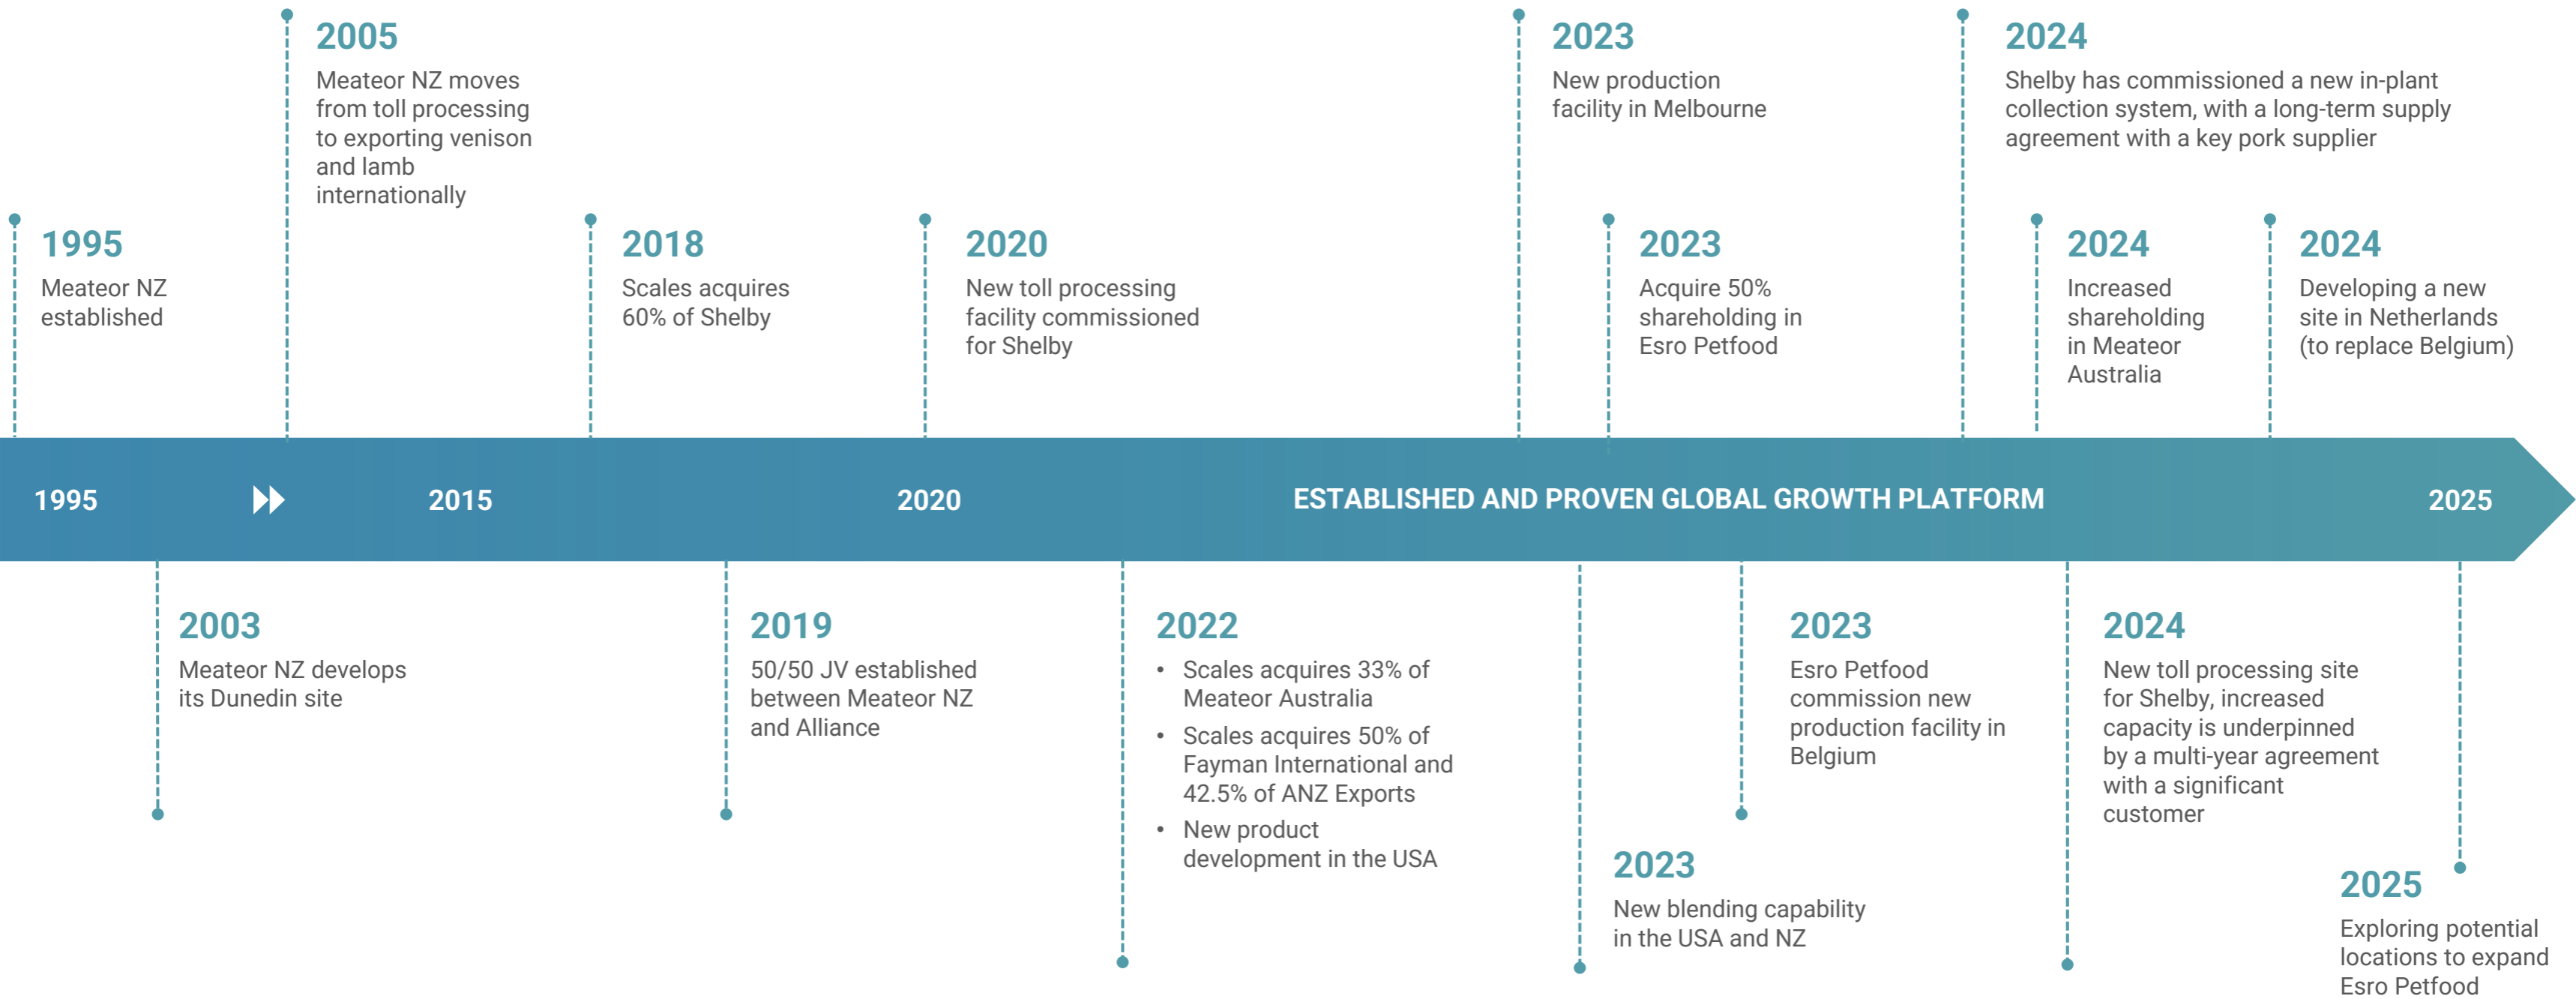 2005
Meateor NZ moves
from toll processing
to exporting venison
and lamb
internationally
2023
New production
facility in Melbourne
2024
Shelby has commissioned a new in-plant
collection system, with a long-term supply
agreement with a key pork supplier
1995
Meateor NZ
established
2018
Scales acquires
60% of Shelby
2020
New toll processing
facility commissioned
for Shelby
2023
Acquire 50%
shareholding in
Esro Petfood
2024
Increased
shareholding
in Meateor
Australia
2024
Developing a new
site in Netherlands
(to replace Belgium)
1995
2015
2020
ESTABLISHED AND PROVEN GLOBAL GROWTH PLATFORM
2025
2003
Meateor NZ develops
its Dunedin site
2019
50/50 JV established
between Meateor NZ
and Alliance
2022
• Scales acquires 33% of
Meateor Australia
• Scales acquires 50% of
Fayman International and
42.5% of ANZ Exports
• New product
development in the USA
2023
Esro Petfood
commission new
production facility in
Belgium
2024
New toll processing site
for Shelby, increased
capacity is underpinned
by a multi-year agreement
with a significant
customer
2023
New blending capability
in the USA and NZ
2025
Exploring potential
locations to expand
Esro Petfood